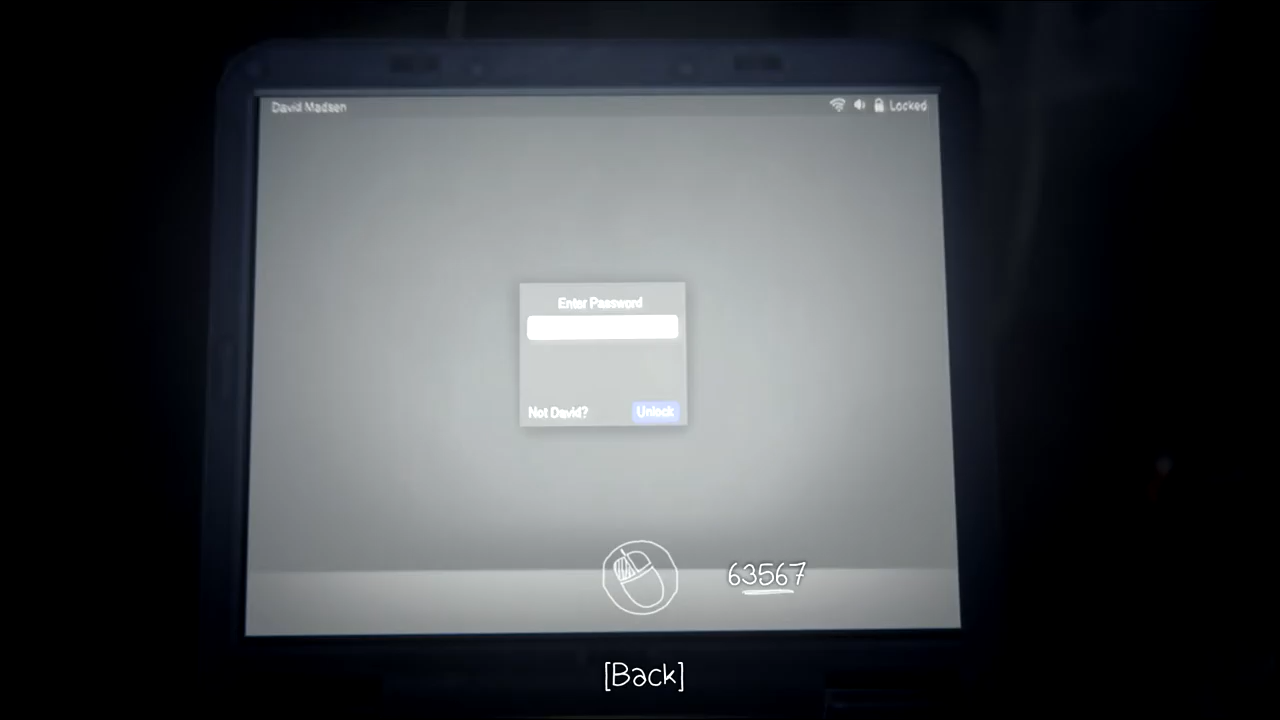 David Madsen
Locked
Enter Password
Not David?
Unlock
63567
[Back]